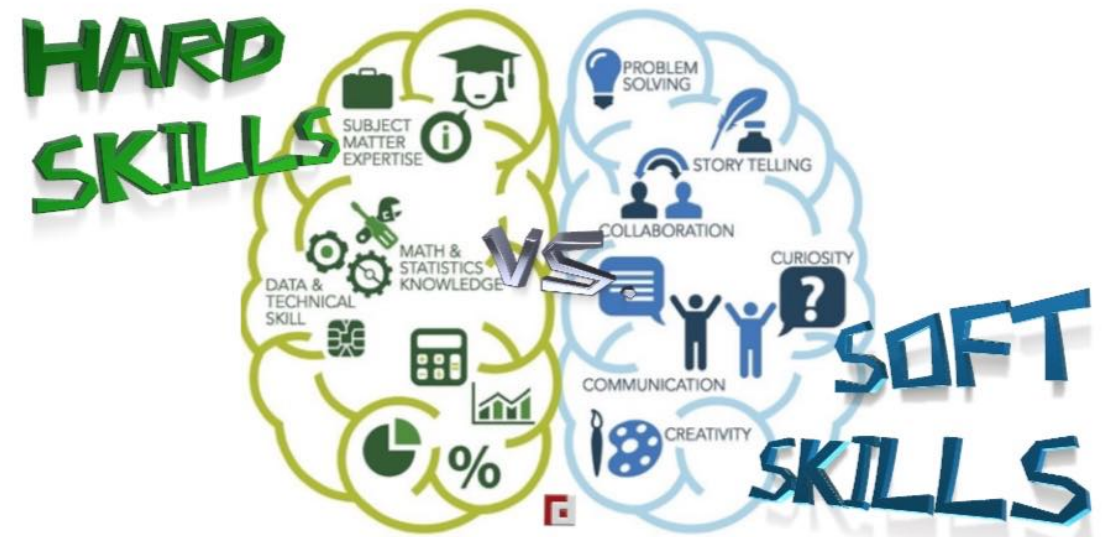 HARD
SKILLS
SUBJECT
MATTER
EXPERTISE
i
MATH &
STATISTICS
KNOWLEDGE
DATA &
TECHNICAL
SKILL
%
VS.
PROBLEM
SOLVING
STORY TELLING
COLLABORATION
CURIOSITY
?
COMMUNICATION
CREATIVITY
SOFT
SKILLS